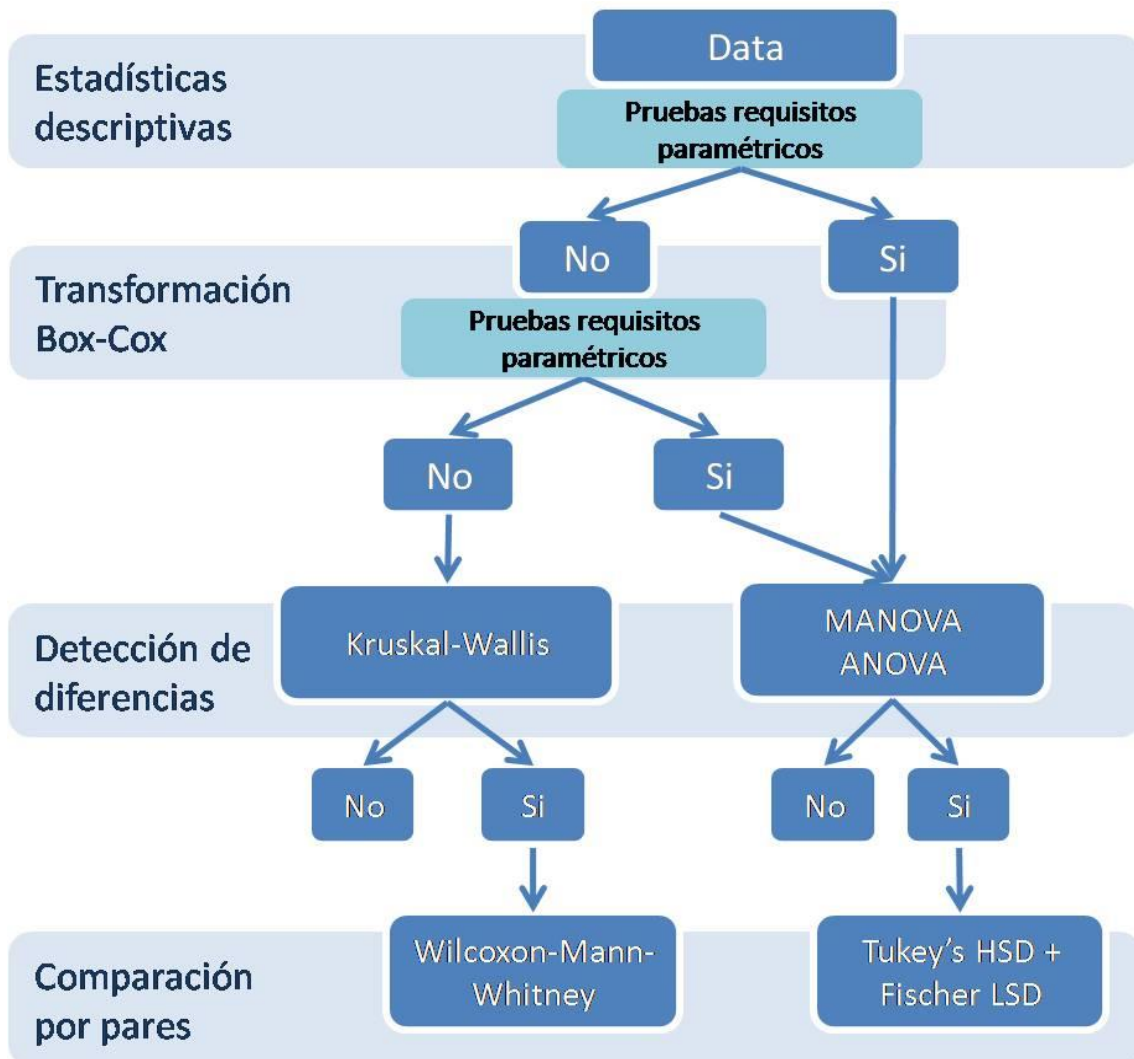 Data
Estadísticas
descriptivas
Pruebas requisitos
paramétricos
No
Si
Transformación
Box-Cox
Pruebas requisitos
paramétricos
No
Si
Detección de
diferencias
Kruskal-Wallis
MANOVA
ANOVA
No
Si
No
Si
Comparación
por pares
Wilcoxon-Mann-
Whitney
Tukey's HSD +
Fischer LSD